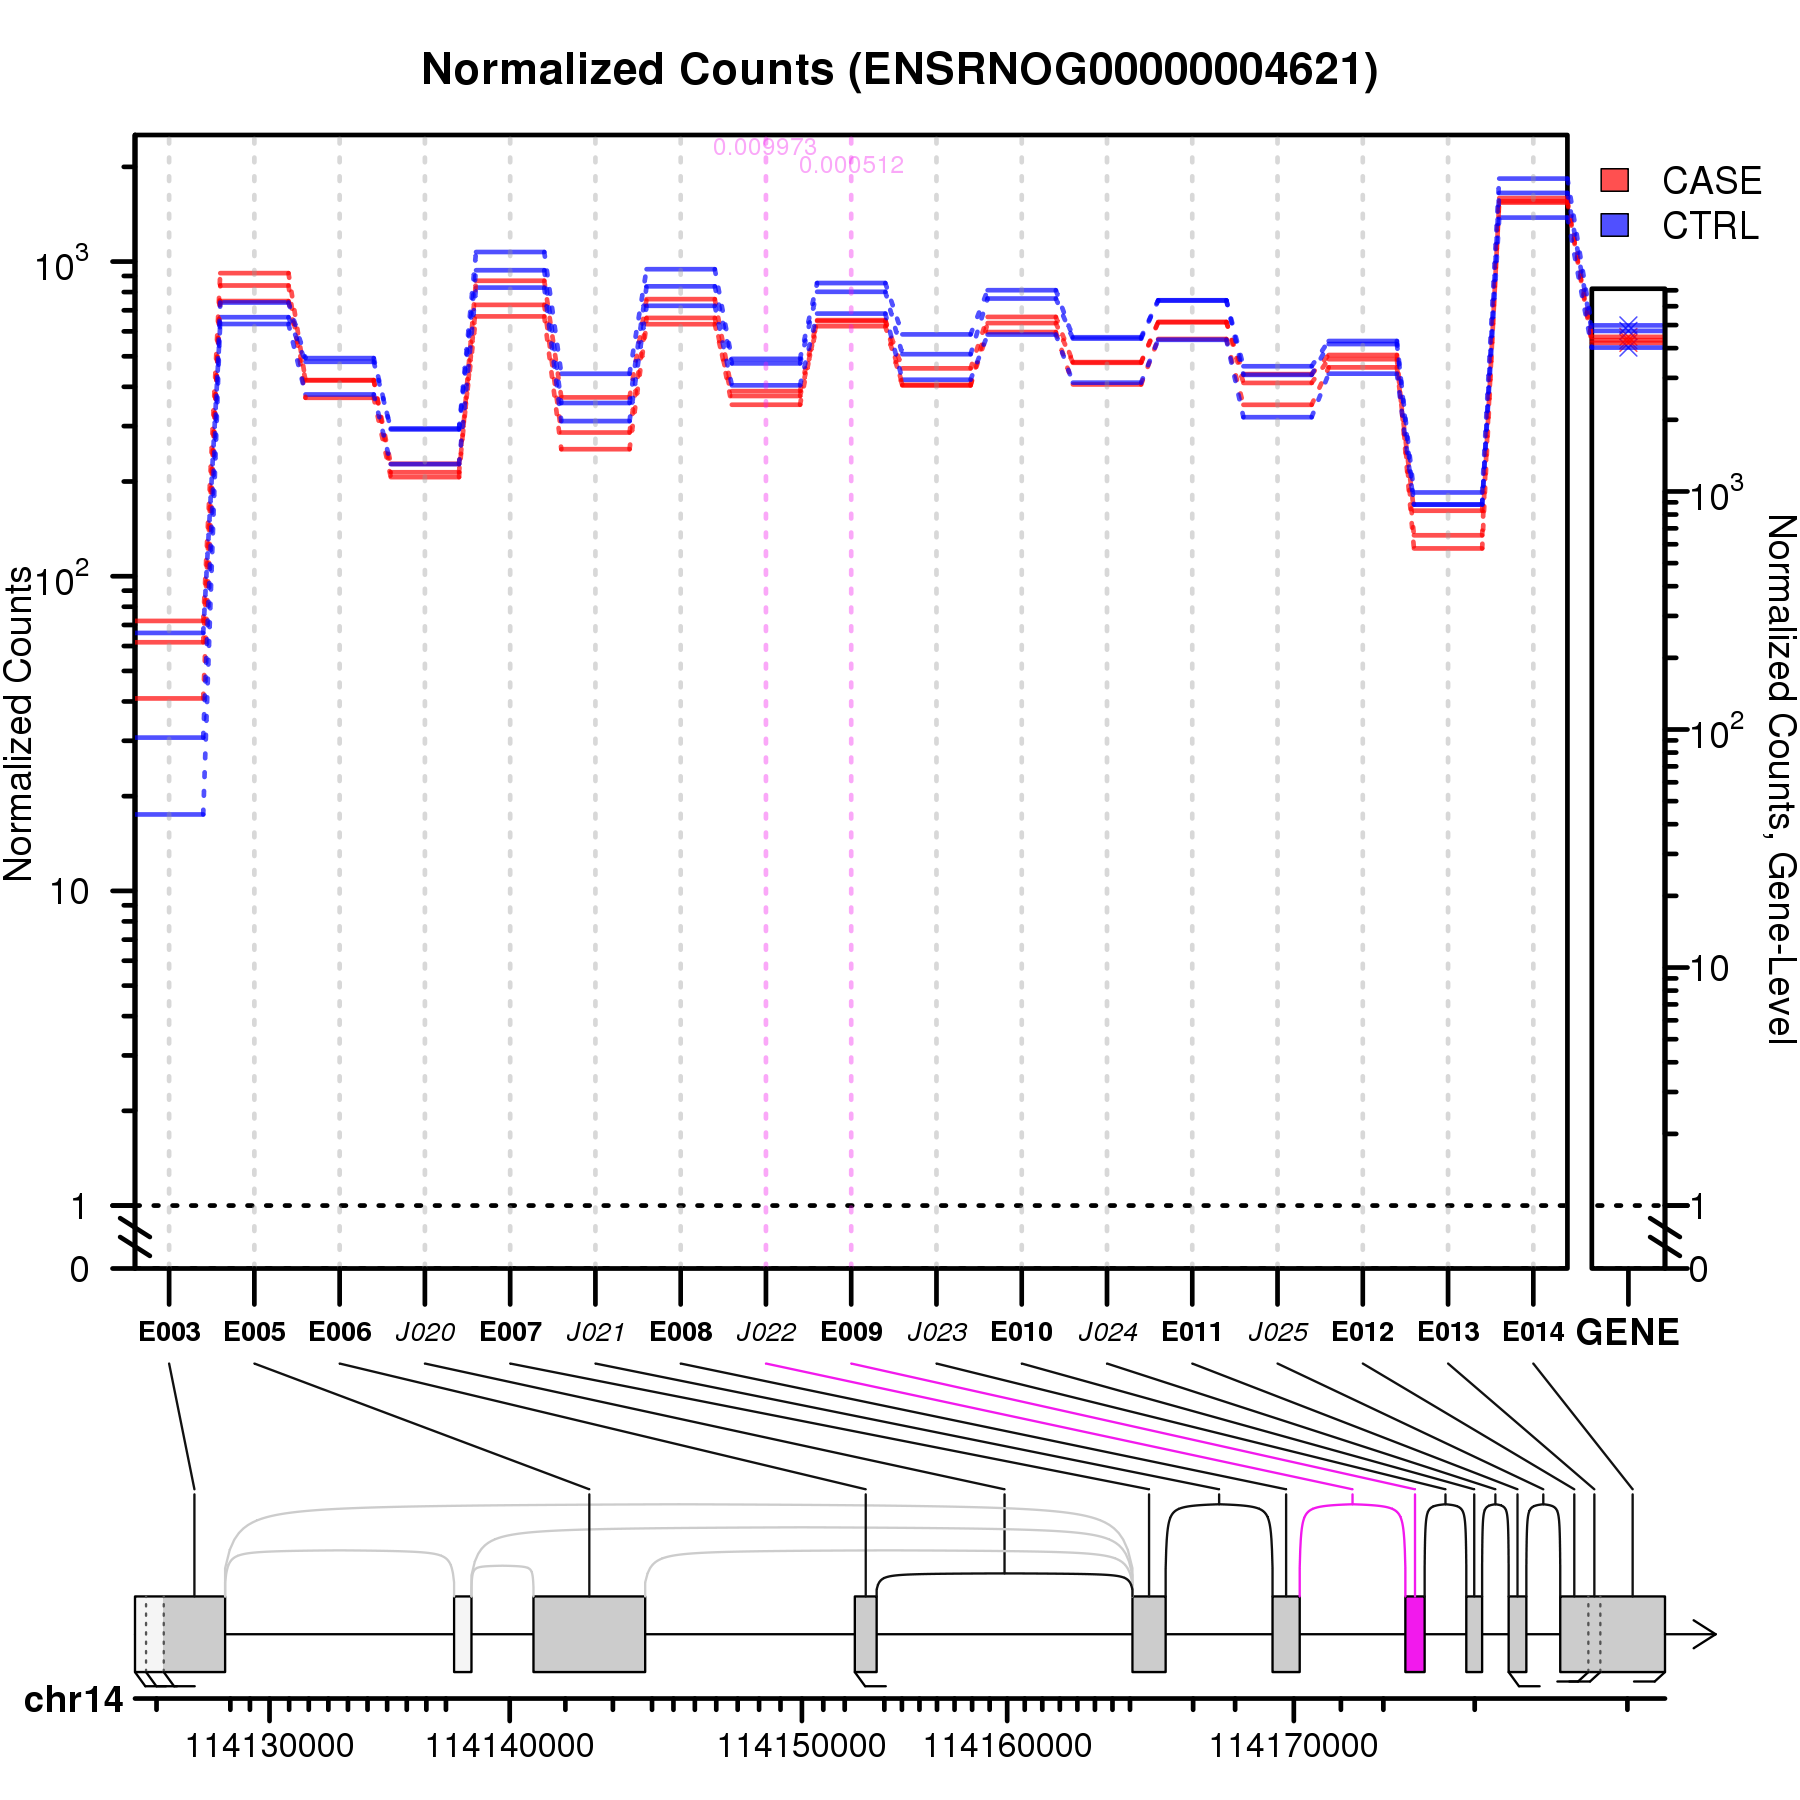 Normalized Counts (ENSRNOG00000004621)
0.009973
0.000512
CASE
CTRL
Normalized Counts
10^3
10^2
10
1
0
Normalized Counts, Gene-Level
10^3
10^2
10
1
0
E003 E005 E006 J020 E007 J021 E008 J022 E009 J023 E010 J024 E011 J025 E012 E013 E014 GENE
chr14
114130000 114140000 114150000 114160000 114170000